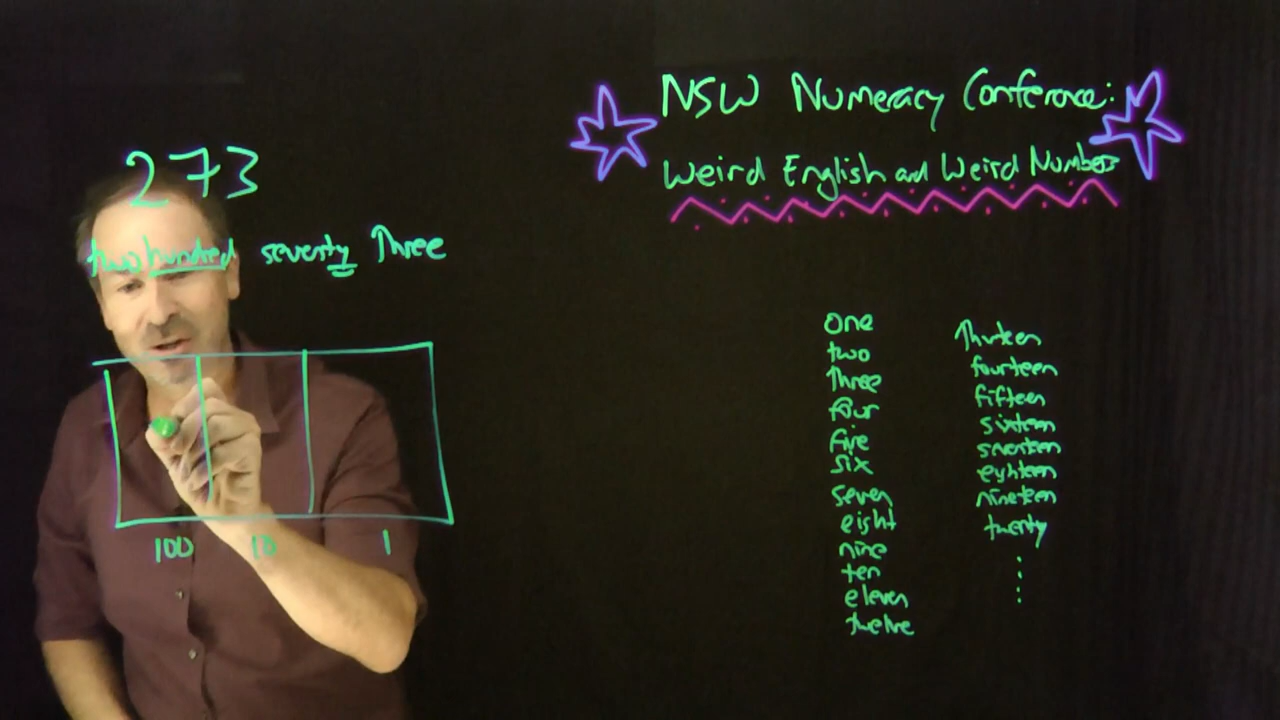 NSW Numeracy Conference:
Weird English and Weird Numbers
273
two hundred seventy Three
100 10 1
one
two
Three
four
five
six
seven
eight
nine
ten
eleven
twelve
Thirteen
fourteen
fifteen
sixteen
seventeen
eighteen
nineteen
twenty